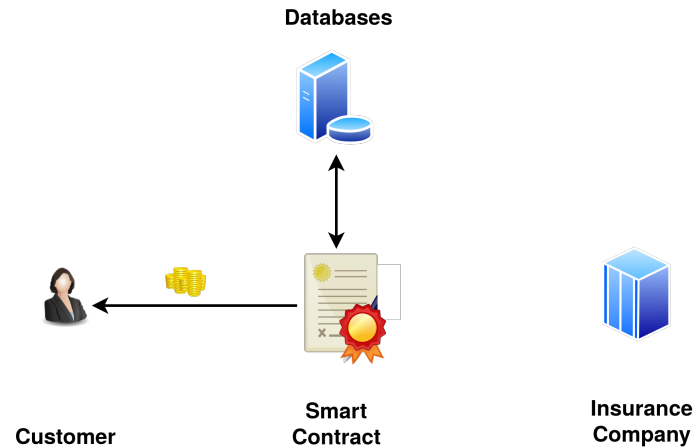 Databases
Customer
Smart
Contract
Insurance
Company